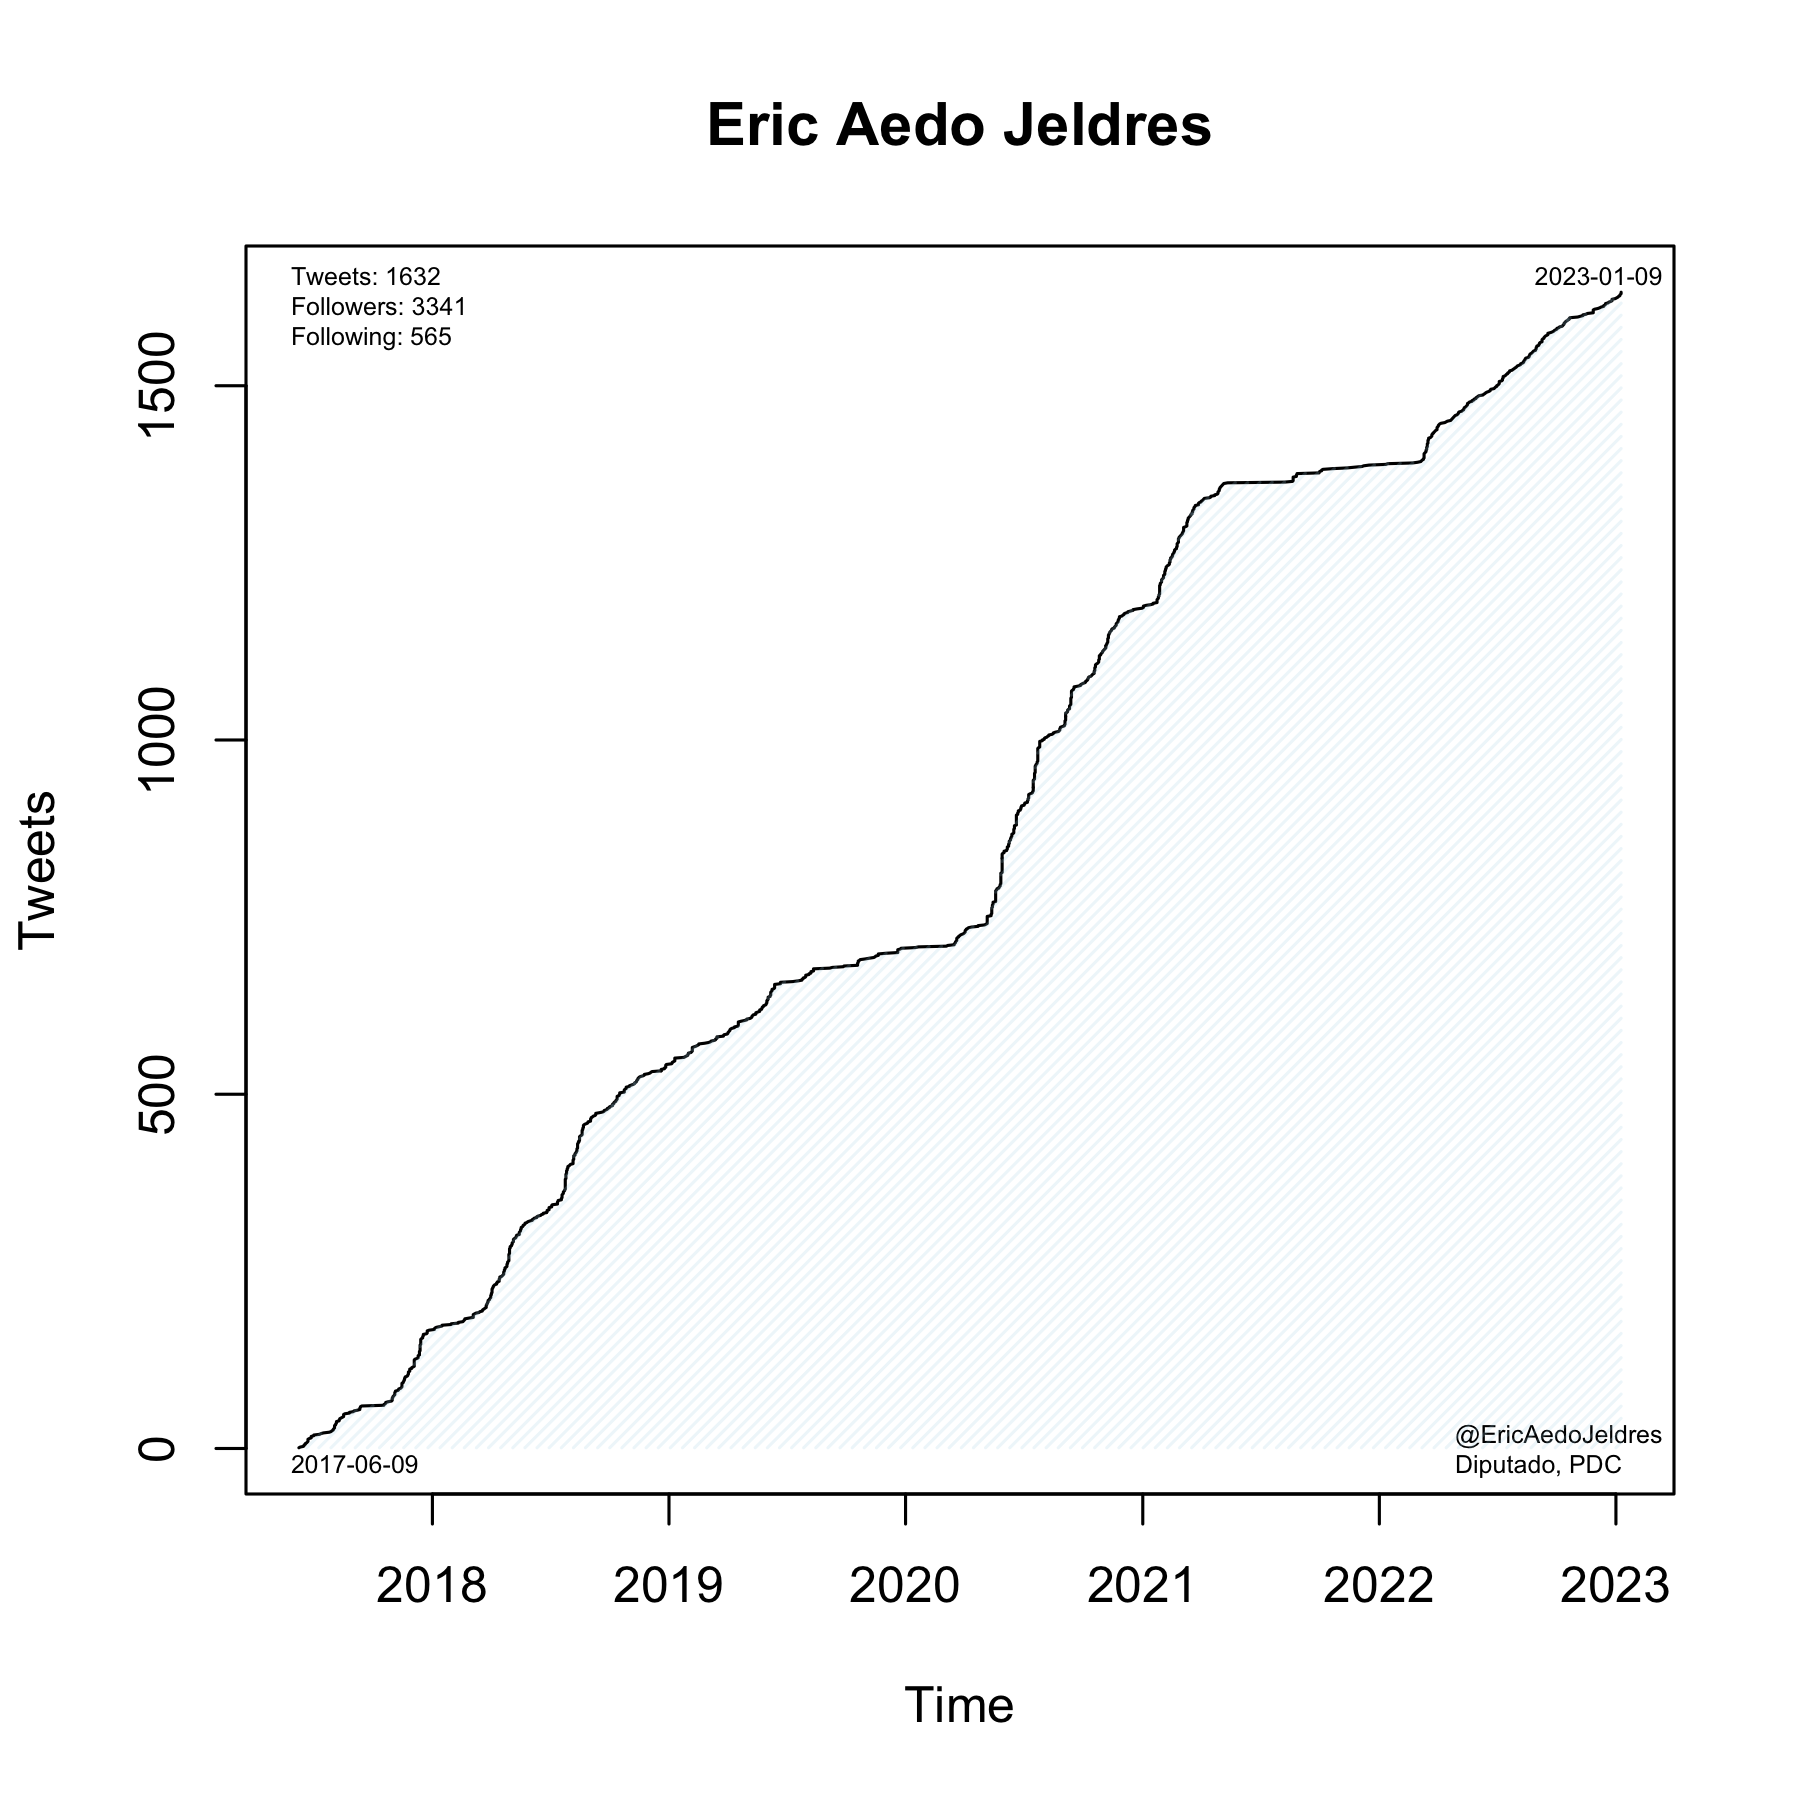 Eric Aedo Jeldres
Tweets: 1632
Followers: 3341
Following: 565
2023-01-09
1500
1000
500
0
Tweets
2017-06-09
@EricAedoJeldres
Diputado, PDC
2018 2019 2020 2021 2022 2023
Time